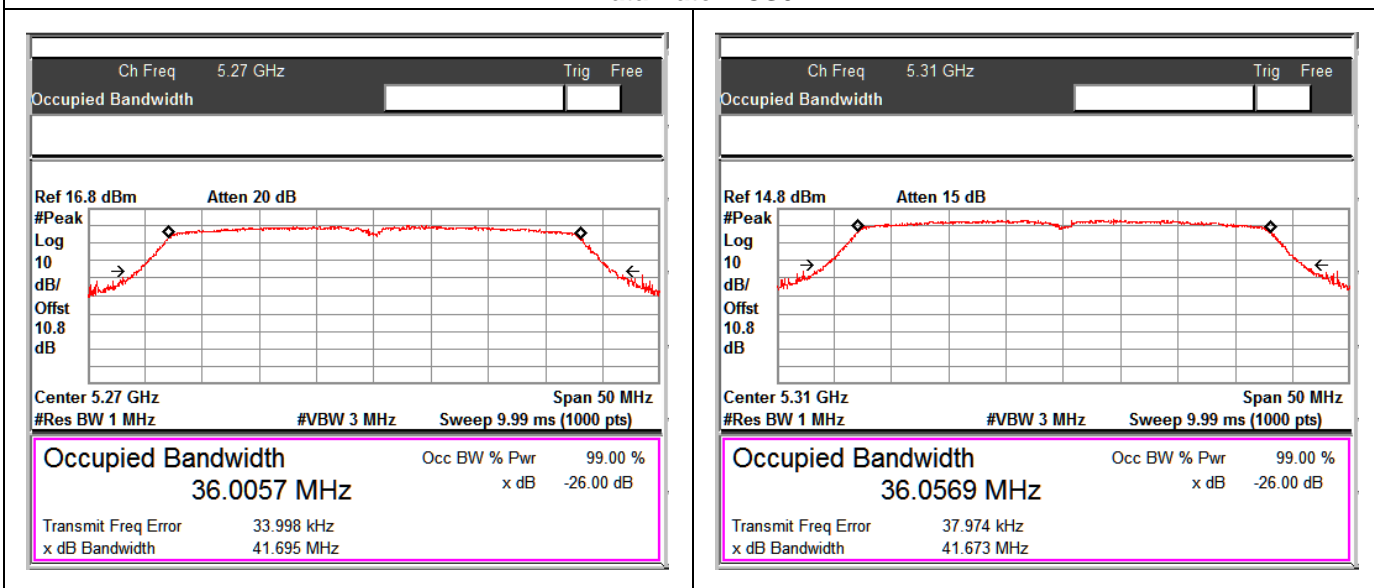 Ch Freq 5.27 GHz Trig Free
Occupied Bandwidth
Ref 16.8 dBm Atten 20 dB
#Peak
Log
10
dB/
Offst
10.8
dB
Center 5.27 GHz Span 50 MHz
#Res BW 1 MHz #VBW 3 MHz Sweep 9.99 ms (1000 pts)
Occupied Bandwidth Occ BW % Pwr 99.00 %
36.0057 MHz x dB -26.00 dB
Transmit Freq Error 33.998 kHz
x dB Bandwidth 41.695 MHz
Ch Freq 5.31 GHz Trig Free
Occupied Bandwidth
Ref 14.8 dBm Atten 15 dB
#Peak
Log
10
dB/
Offst
10.8
dB
Center 5.31 GHz Span 50 MHz
#Res BW 1 MHz #VBW 3 MHz Sweep 9.99 ms (1000 pts)
Occupied Bandwidth Occ BW % Pwr 99.00 %
36.0569 MHz x dB -26.00 dB
Transmit Freq Error 37.974 kHz
x dB Bandwidth 41.673 MHz